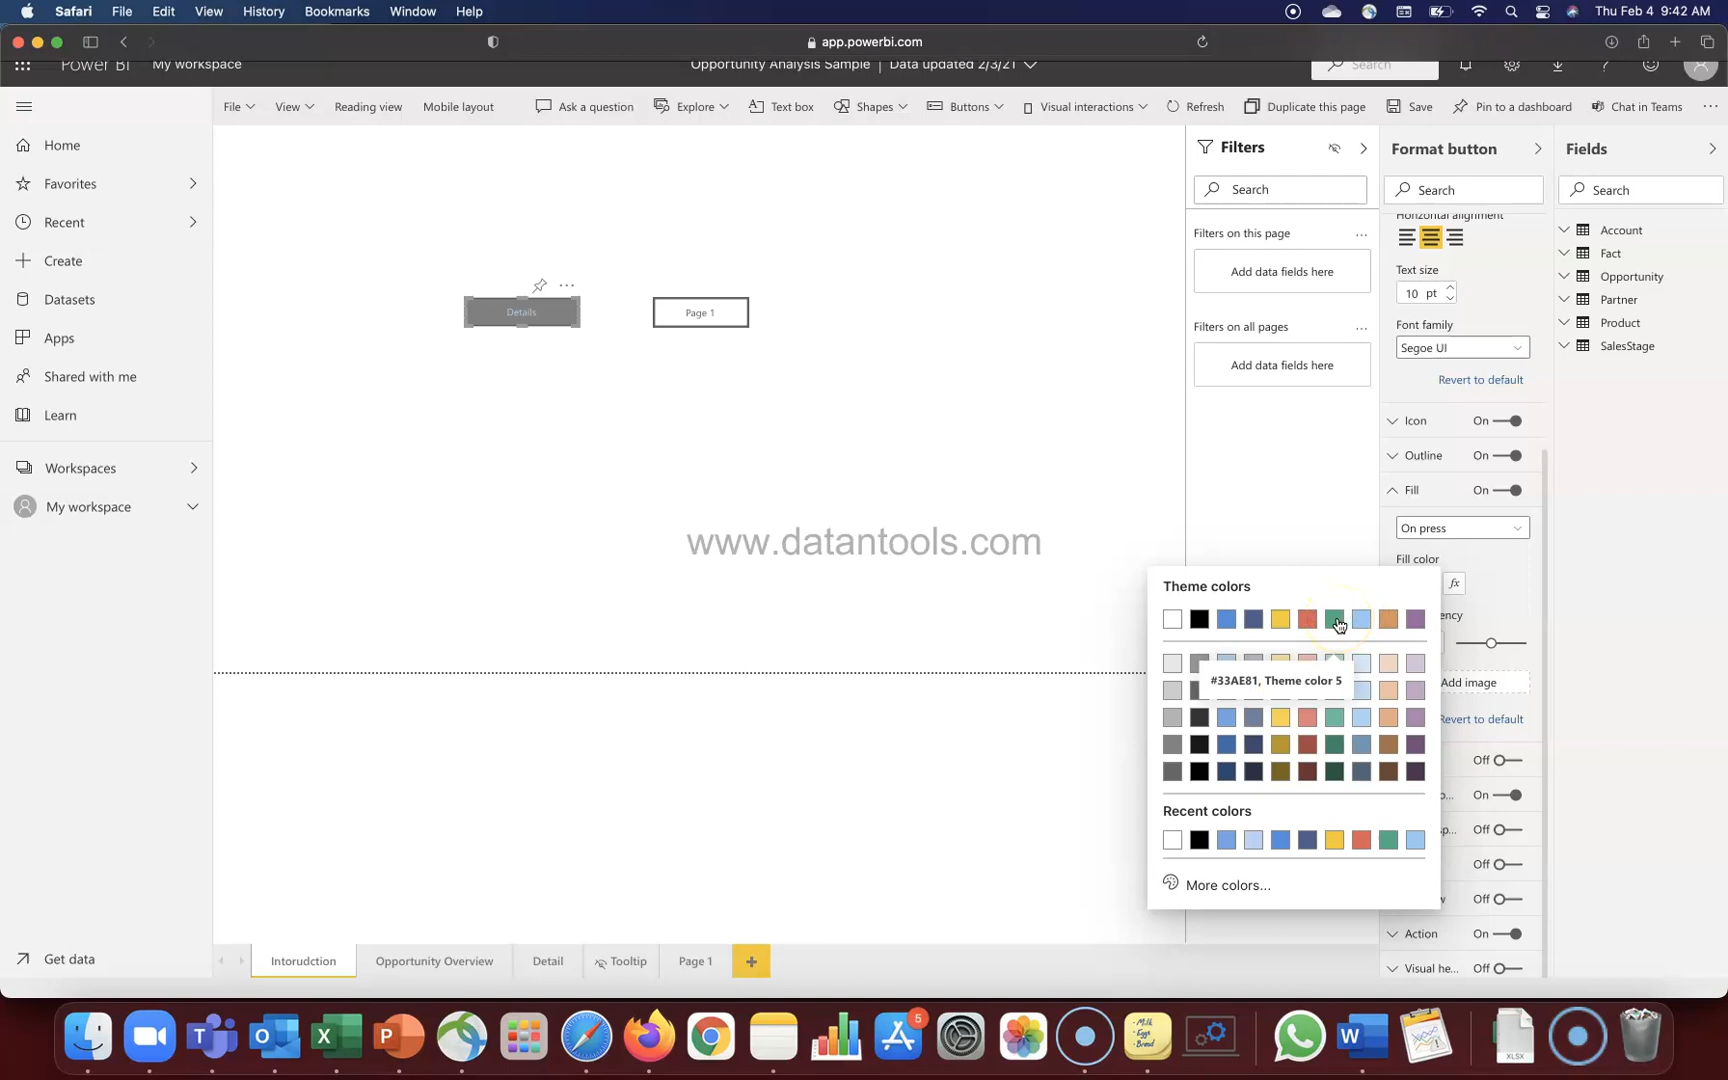 Safari File Edit View History Bookmarks Window Help Thu Feb 4 9:42 AM
app.powerbi.com
Power BI My workspace Opportunity Analysis Sample | Data updated 2/3/21 Search
File View Reading view Mobile layout Ask a question Explore Text box Shapes Buttons Visual interactions Refresh Duplicate this page Save Pin to a dashboard Chat in Teams ...
Home
Favorites
Recent
Create
Datasets
Apps
Shared with me
Learn
Workspaces
My workspace
Get data
Details
Page 1
www.datantools.com
Filters
Search
Filters on this page ...
Add data fields here
Filters on all pages ...
Add data fields here
Format button
Search
Horizontal alignment
Text size
10 pt
Font family
Segoe UI
Revert to default
Icon On
Outline On
Fill On
On press
Fill color
fx
ency
Add image
Revert to default
Off
o... On
p... Off
Off
w Off
Action On
Visual he... Off
Theme colors
#33AE81, Theme color 5
Recent colors
More colors...
Fields
Search
Account
Fact
Opportunity
Partner
Product
SalesStage
Intorudction Opportunity Overview Detail Tooltip Page 1 +
5
Milk
Eggs
Bread
XLSX